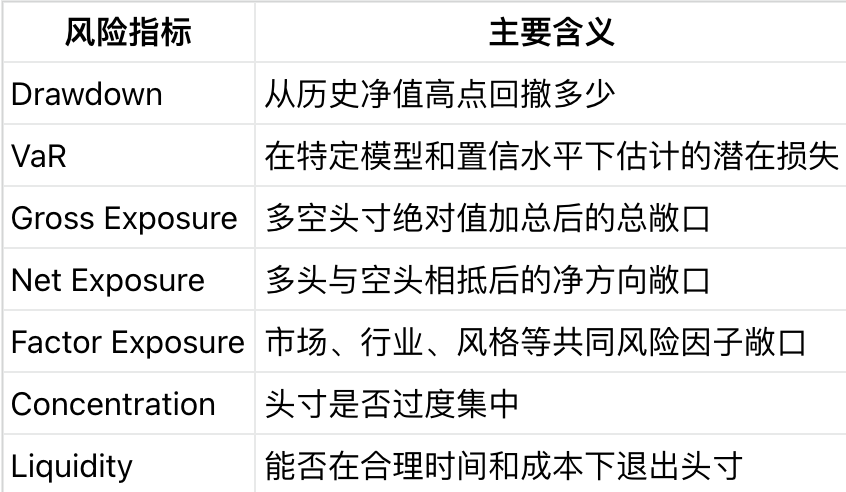 风险指标 主要含义
Drawdown 从历史净值高点回撤多少
VaR 在特定模型和置信水平下估计的潜在损失
Gross Exposure 多空头寸绝对值加总后的总敞口
Net Exposure 多头与空头相抵后的净方向敞口
Factor Exposure 市场、行业、风格等共同风险因子敞口
Concentration 头寸是否过度集中
Liquidity 能否在合理时间和成本下退出头寸